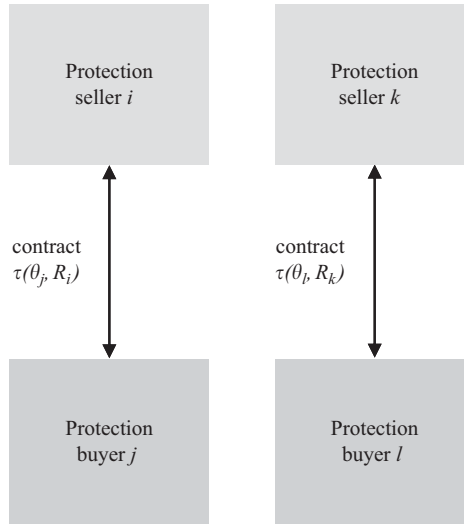 Protection
seller i
Protection
seller k
contract
τ(θj, Ri)
contract
τ(θl, Rk)
Protection
buyer j
Protection
buyer l